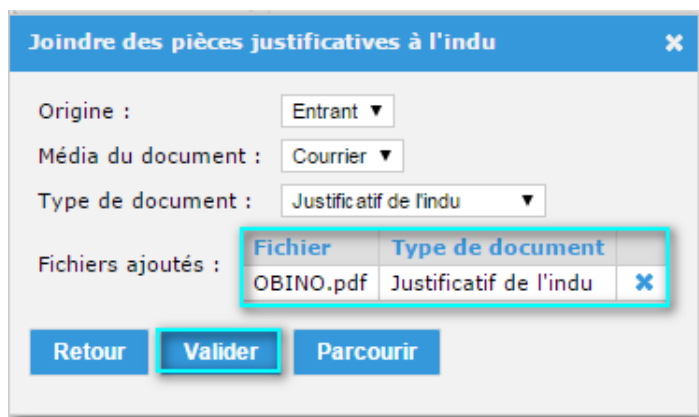 Joindre des pièces justificatives à l'indu
Origine : Entrant
Média du document : Courrier
Type de document : Justificatif de l'indu
Fichier Type de document
Fichiers ajoutés :
OBINO.pdf Justificatif de l'indu
Retour Valider Parcourir